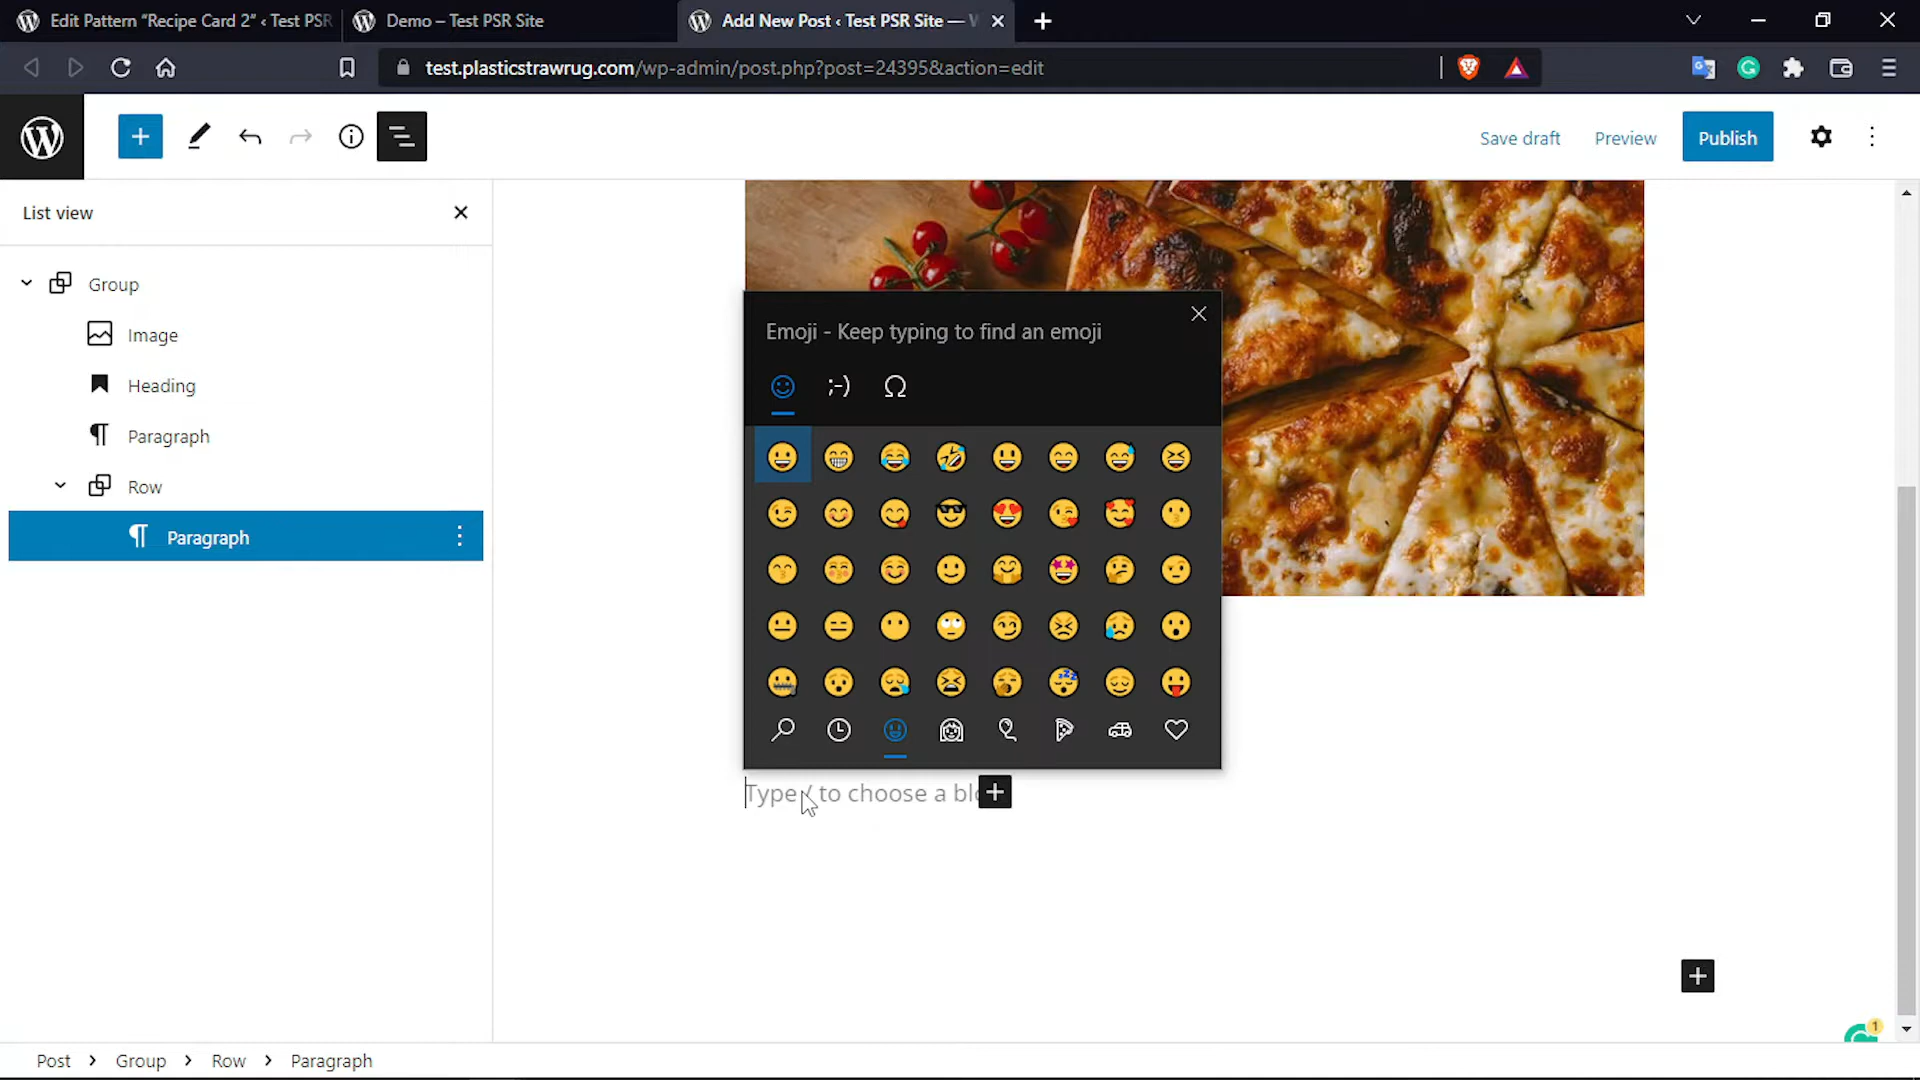 Edit Pattern “Recipe Card 2” ‹ Test PSR
Demo – Test PSR Site
Add New Post ‹ Test PSR Site — W
test.plasticstrawrug.com/wp-admin/post.php?post=24395&action=edit
Save draft
Preview
Publish
List view
Group
Image
Heading
Paragraph
Row
Paragraph
Emoji - Keep typing to find an emoji
;-)
Ω
Type / to choose a blo
1
Post > Group > Row > Paragraph